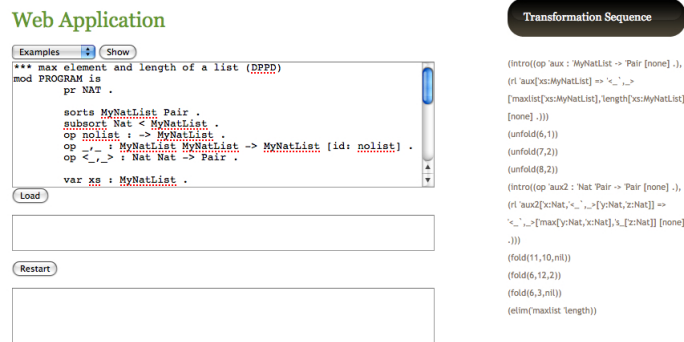 Web Application
Examples
Show
*** max element and length of a list (DPPD)
mod PROGRAM is
pr NAT .
sorts MyNatList Pair .
subsort Nat < MyNatList .
op nolist : -> MyNatList .
op _,_ : MyNatList MyNatList -> MyNatList [id: nolist] .
op <_,_> : Nat Nat -> Pair .
var xs : MyNatList .
Load
Restart
Transformation Sequence
(Intro((op 'aux : 'MyNatList -> 'Pair [none] .),
(rl 'aux['xs:MyNatList] => '<_`,_>
['maxlist['xs:MyNatList],'length['xs:MyNatList]]
[none] .)))
(unfold(6,1))
(unfold(7,2))
(unfold(8,2))
(Intro((op 'aux2 : 'Nat 'Pair -> 'Pair [none] .),
(rl 'aux2['x:Nat,'<_`,_>['y:Nat,'z:Nat]] =>
'<_`,_>['max['y:Nat,'x:Nat],'s_['z:Nat]] [none]
.)))
(fold(11,10,nil))
(fold(6,12,2))
(fold(6,3,nil))
(elim('maxlist 'length))